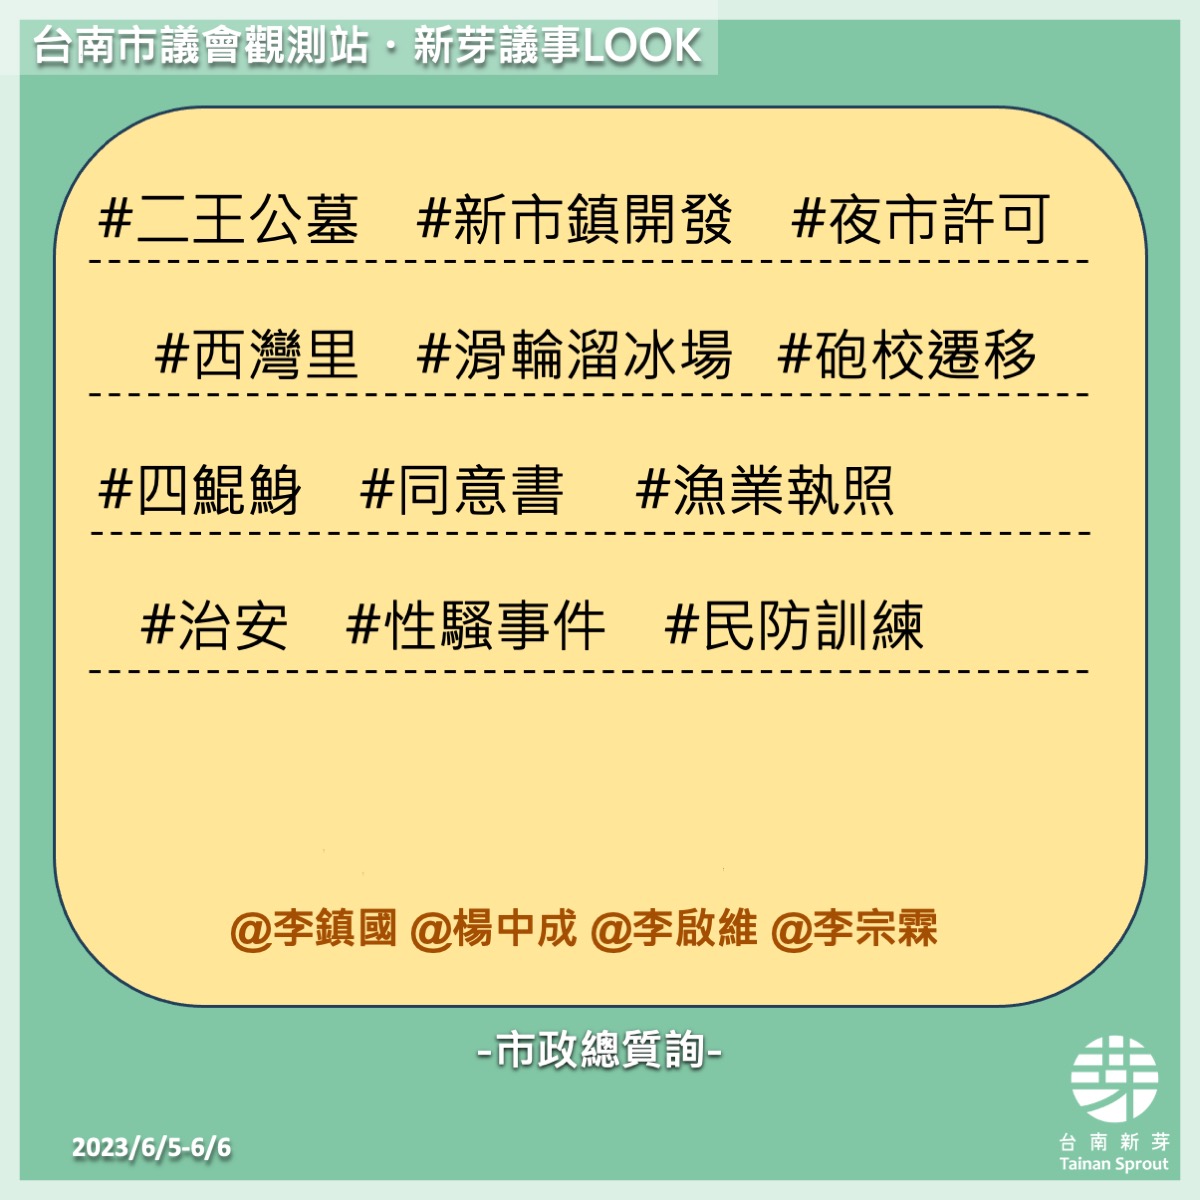 台南市議會觀測站·新芽議事LOOK
#二王公墓 #新市鎮開發 #夜市許可
#西灣里 #滑輪溜冰場 #砲校遷移
#四鯤鯓 #同意書 #漁業執照
#治安 #性騷事件 #民防訓練
@李鎮國 @楊中成 @李啟維 @李宗霖
-市政總質詢-
2023/6/5-6/6
芽
台南新芽
Tainan Sprout